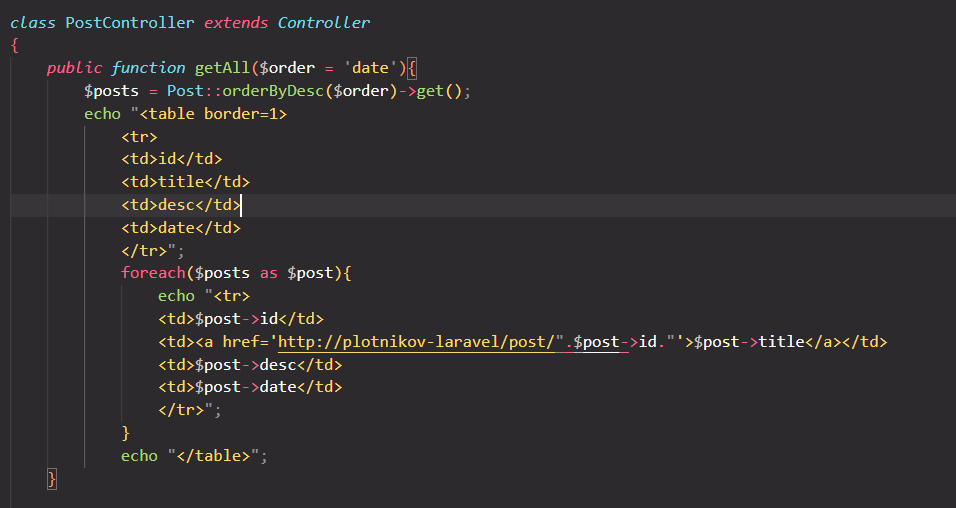 class PostController extends Controller
{
    public function getAll($order = 'date'){
        $posts = Post::orderByDesc($order)->get();
        echo "<table border=1>
            <tr>
            <td>id</td>
            <td>title</td>
            <td>desc</td>
            <td>date</td>
            </tr>";
            foreach($posts as $post){
                echo "<tr>
                <td>$post->id</td>
                <td><a href='http://plotnikov-laravel/post/".$post->id."'>$post->title</a></td>
                <td>$post->desc</td>
                <td>$post->date</td>
                </tr>";
            }
            echo "</table>";
    }